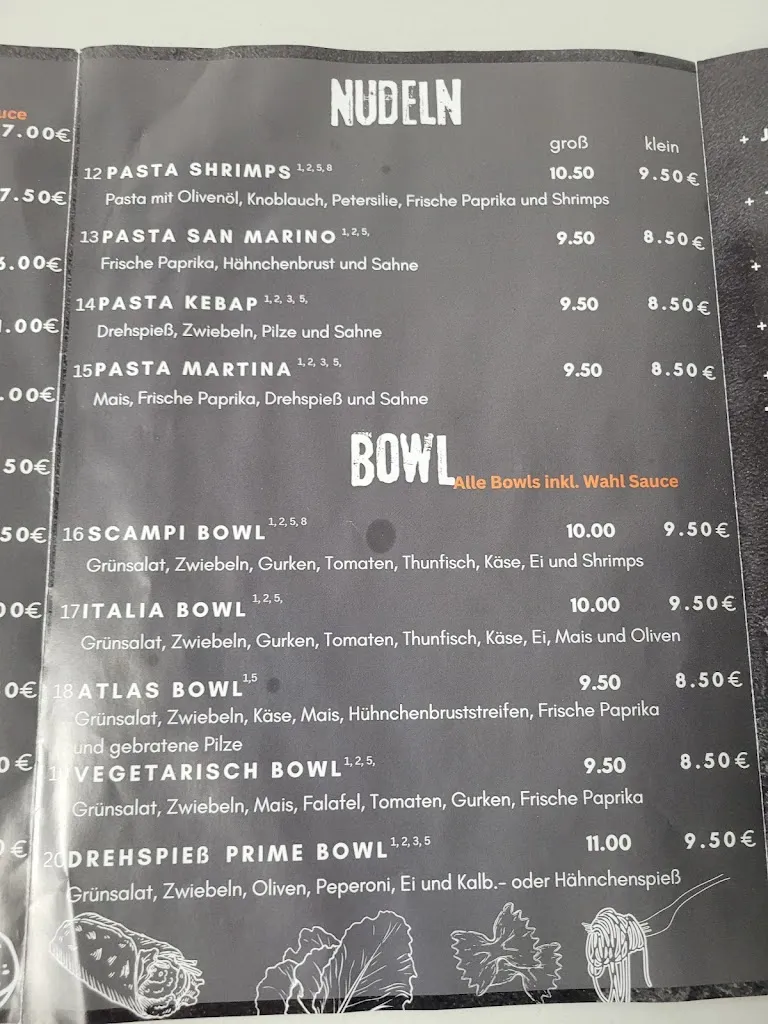 NUDELN
groß klein
12 PASTA SHRIMPS 1, 2, 5, 8 10.50 9.50€
Pasta mit Olivenöl, Knoblauch, Petersilie, Frische Paprika und Shrimps
13 PASTA SAN MARINO 1, 2, 5, 9.50 8.50€
Frische Paprika, Hähnchenbrust und Sahne
14 PASTA KEBAP 1, 2, 3, 5, 9.50 8.50€
Drehspieß, Zwiebeln, Pilze und Sahne
15 PASTA MARTINA 1, 2, 3, 5, 9.50 8.50€
Mais, Frische Paprika, Drehspieß und Sahne
BOWL
Alle Bowls inkl. Wahl Sauce
16 SCAMPI BOWL 1, 2, 5, 8 10.00 9.50€
Grünsalat, Zwiebeln, Gurken, Tomaten, Thunfisch, Käse, Ei und Shrimps
17 ITALIA BOWL 1, 2, 5, 10.00 9.50€
Grünsalat, Zwiebeln, Gurken, Tomaten, Thunfisch, Käse, Ei, Mais und Oliven
18 ATLAS BOWL 1,5 9.50 8.50€
Grünsalat, Zwiebeln, Käse, Mais, Hühnchenbruststreifen, Frische Paprika
und gebratene Pilze
VEGETARISCH BOWL 1, 2, 5, 9.50 8.50€
Grünsalat, Zwiebeln, Mais, Falafel, Tomaten, Gurken, Frische Paprika
20 DREHSPIEß PRIME BOWL 1, 2, 3, 5 11.00 9.50€
Grünsalat, Zwiebeln, Oliven, Peperoni, Ei und Kalb.- oder Hähnchenspieß
7.00€
7.50€